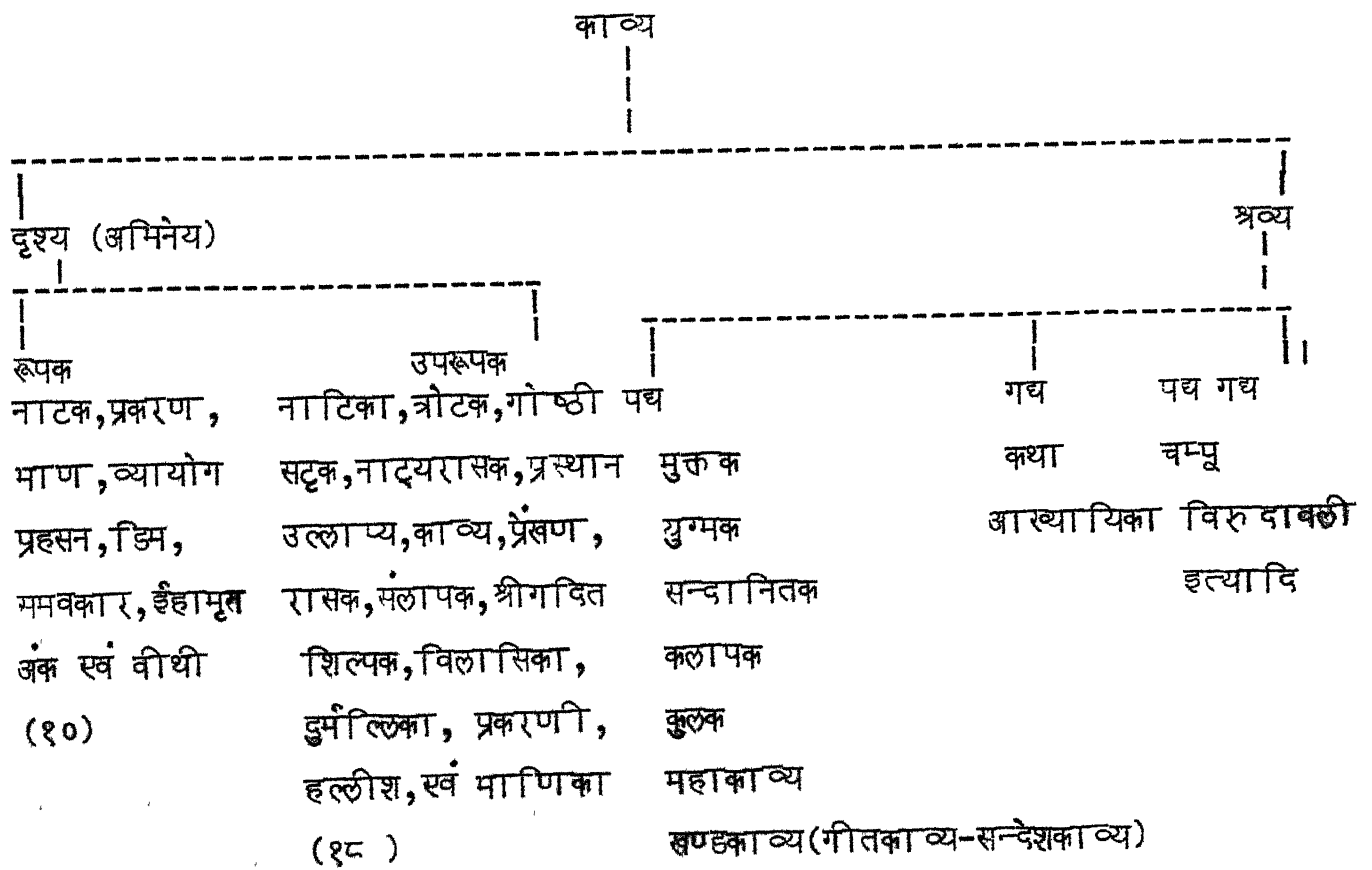 काव्य
दृश्य (अभिनेय)
श्रव्य
रूपक
नाटक,प्रकरण,
भाण,व्यायोग
प्रहसन,डिम,
समवकार,ईहामृग
अंक एवं वीथी
(१०)
उपरूपक
नाटिका,त्रोटक,गोष्ठी
सट्टक,नाट्यरासक,प्रस्थान
उल्लाप्य,काव्य,प्रेंखण,
रासक,संलापक,श्रीगदित
शिल्पक,विलासिका,
दुर्मल्लिका, प्रकरणी,
हल्लीश,एवं भाणिका
(१८ )
पद्य
मुक्तक
युग्मक
सन्दानितक
कलापक
कुलक
महाकाव्य
खण्डकाव्य(गीतकाव्य-सन्देशकाव्य)
गद्य
कथा
आख्यायिका
पद्य गद्य
चम्पू
विरुदावली
इत्यादि